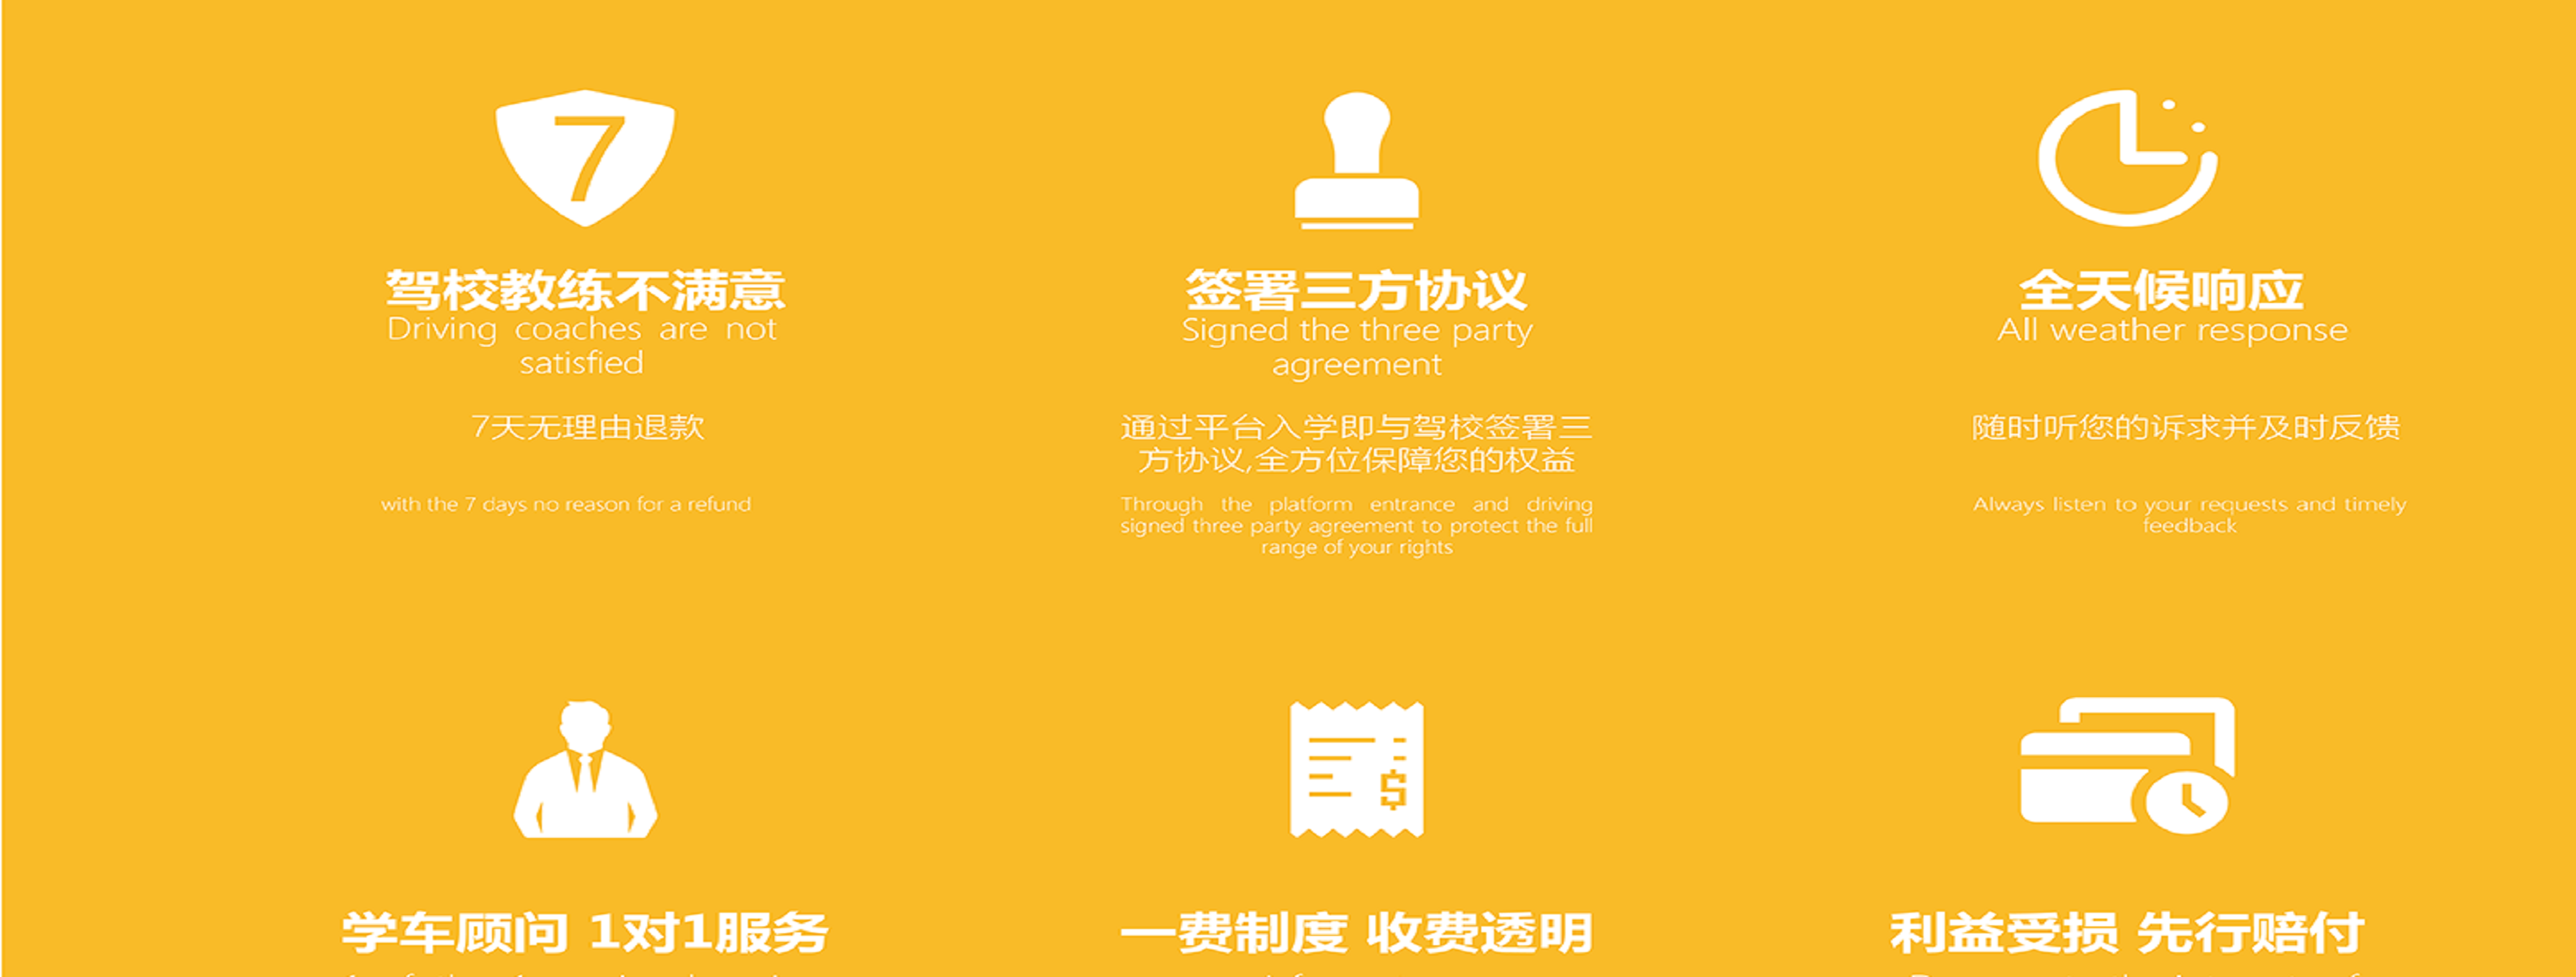 7
驾校教练不满意
Driving coaches are not
satisfied
7天无理由退款
with the 7 days no reason for a refund
签署三方协议
Signed the three party
agreement
通过平台入学即与驾校签署三
方协议,全方位保障您的权益
Through the platform entrance and driving
signed three party agreement to protect the full
range of your rights
全天候响应
All weather response
随时听您的诉求并及时反馈
Always listen to your requests and timely
feedback
学车顾问 1对1服务
$
一费制度 收费透明
利益受损 先行赔付